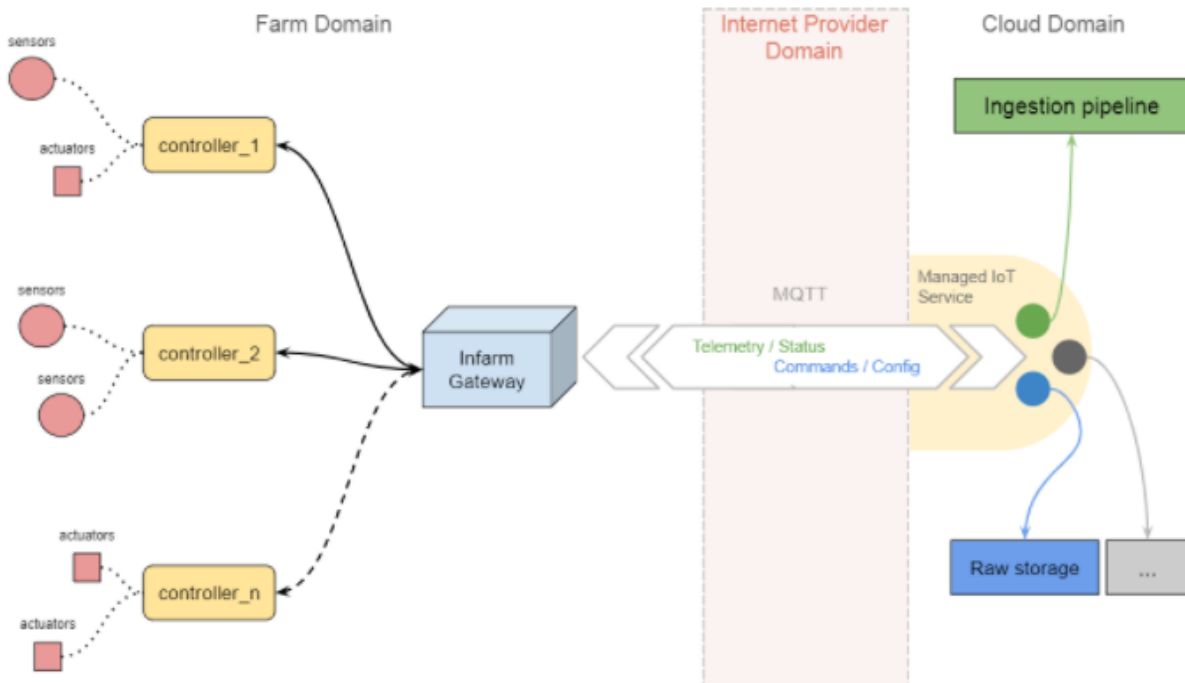 Farm Domain
Internet Provider
Domain
Cloud Domain
sensors
actuators
controller_1
Ingestion pipeline
sensors
sensors
controller_2
Infarm
Gateway
MQTT
Telemetry / Status
Commands / Config
Managed IoT
Service
actuators
actuators
controller_n
Raw storage
...